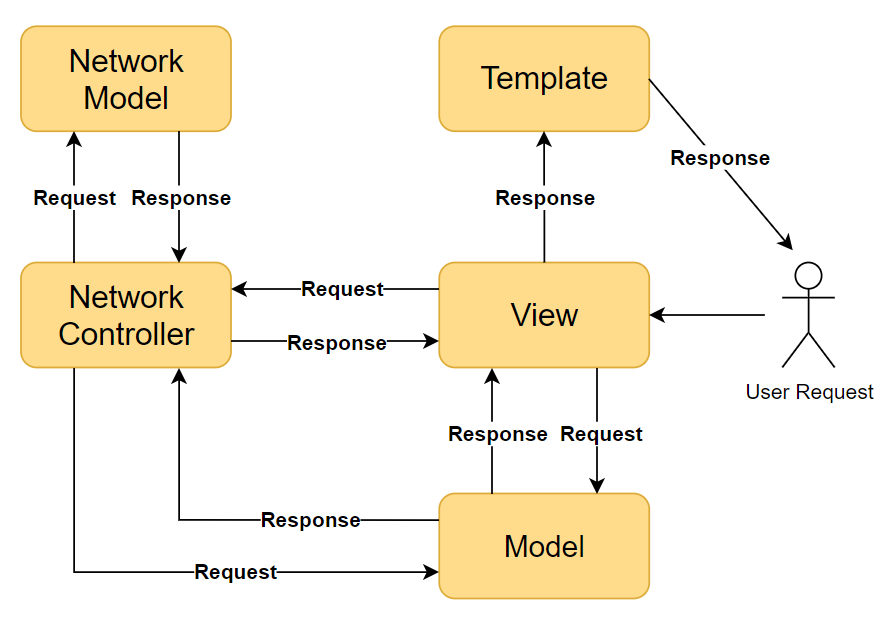 Network
Model
Template
Response
Request
Response
Response
Network
Controller
Request
View
Response
User Request
Response
Request
Response
Model
Request